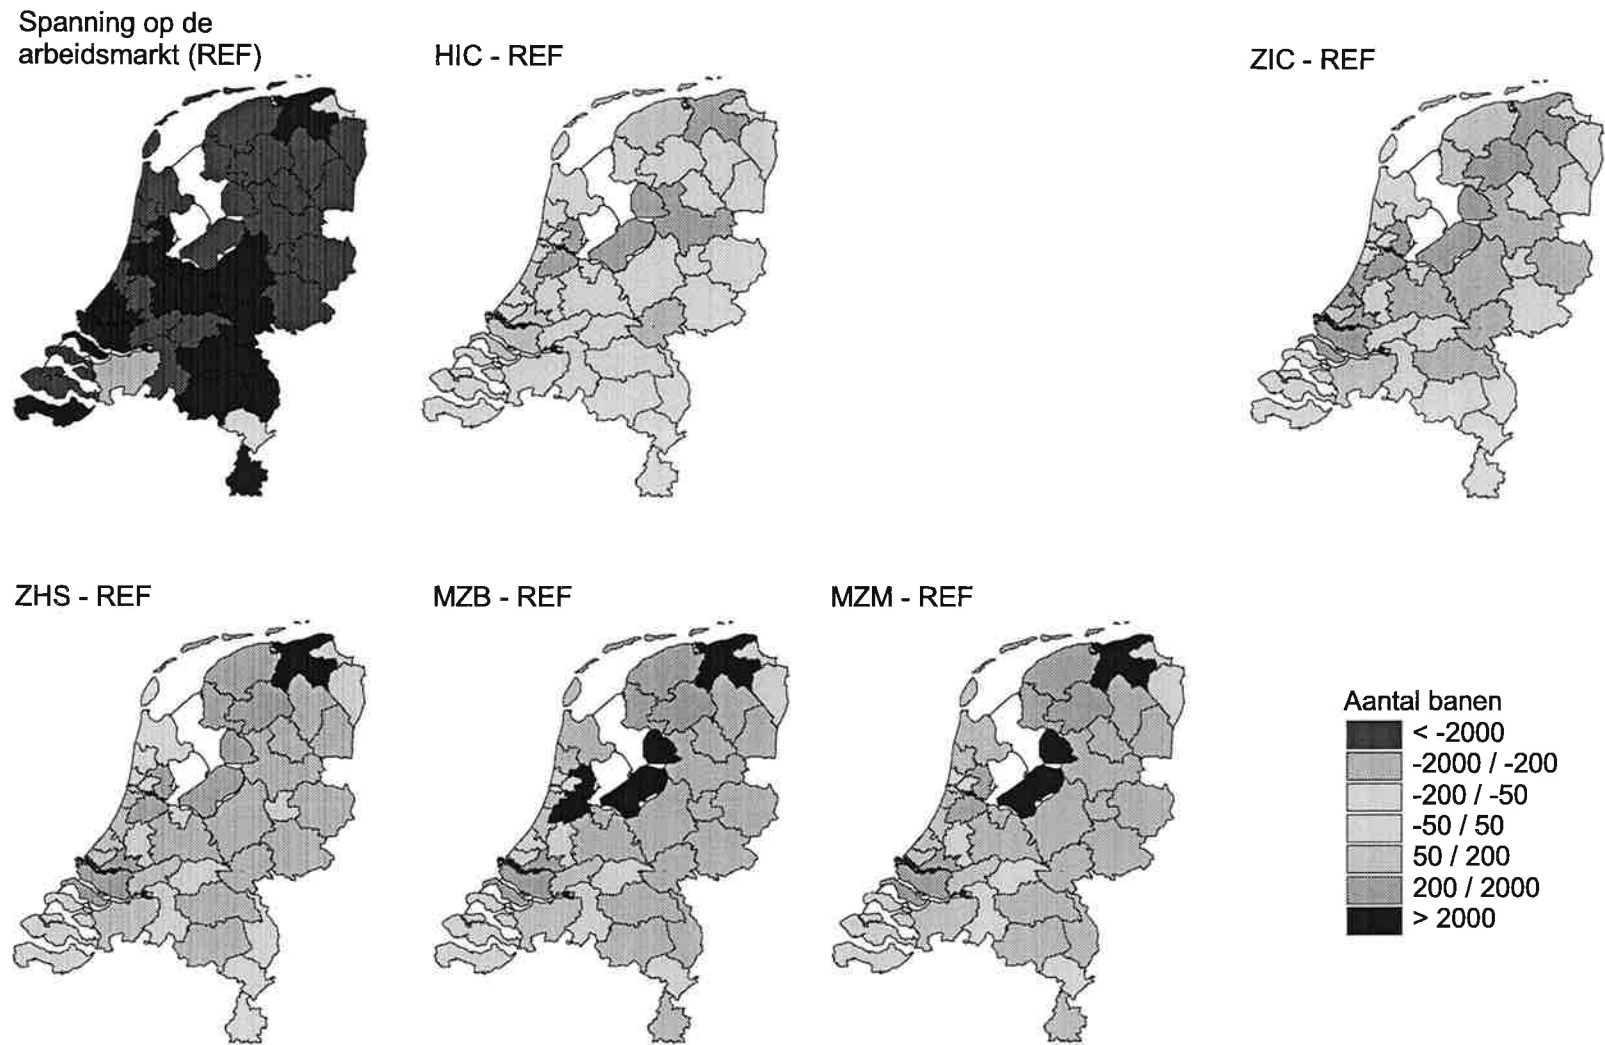 Spanning op de
arbeidsmarkt (REF)
HIC - REF
ZIC - REF
ZHS - REF
MZB - REF
MZM - REF
Aantal banen
< -2000
-2000 / -200
-200 / -50
-50 / 50
50 / 200
200 / 2000
> 2000